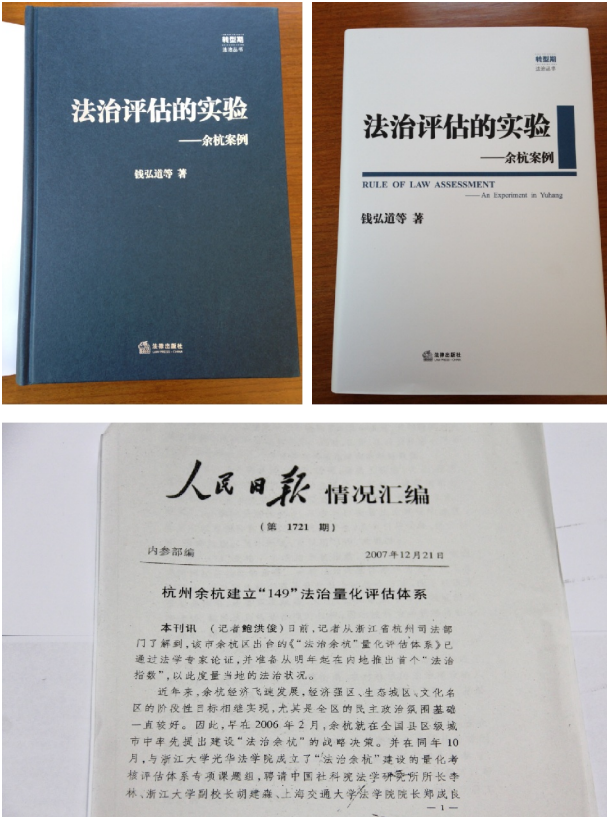 转型期
法治丛书
法治评估的实验
——余杭案例
钱弘道等 著
法律出版社
LAW PRESS·CHINA
转型期
法治丛书
法治评估的实验
——余杭案例
RULE OF LAW ASSESSMENT
——An Experiment in Yuhang
钱弘道等 著
法律出版社
LAW PRESS·CHINA
人民日报 情况汇编
(第 1721 期)
内参部编 2007年12月21日
杭州余杭建立“149”法治量化评估体系
本刊讯 (记者鲍洪俊)日前,记者从浙江省杭州司法部
门了解到,该市余杭区出台的《“法治余杭”量化评估体系》已
通过法学专家论证,并准备从明年起在内地推出首个“法治
指数”,以此度量当地的法治状况。
近年来,余杭经济飞速发展,经济强区、生态城区、文化名
区的阶段性目标相继实现,尤其是全区的民主政治氛围基础
一直较好。因此,早在2006年2月,余杭就在全国县区级城
市中率先提出建设“法治余杭”的战略决策。并在同年10
月,与浙江大学光华法学院成立了“法治余杭”建设的量化考
核评估体系专项课题组,聘请中国社科院法学研究所所长李
林、浙江大学副校长胡建淼、上海交通大学法学院院长郑成良
— 1 —